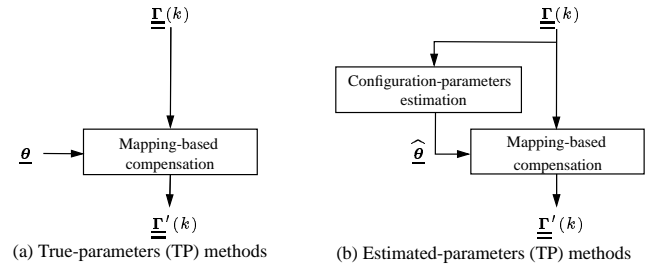 Γ(k)
Mapping-based
compensation
θ
Γ′(k)
(a) True-parameters (TP) methods
Γ(k)
Configuration-parameters
estimation
θ̂
Mapping-based
compensation
Γ′(k)
(b) Estimated-parameters (TP) methods